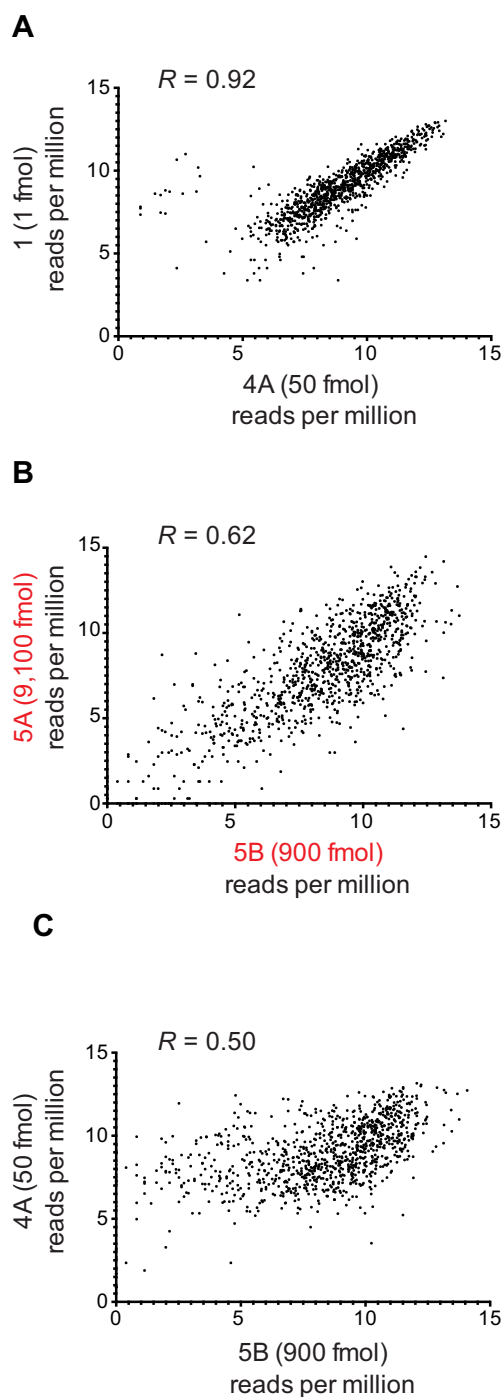 A
R = 0.92
15
10
5
0
1 (1 fmol)
reads per million
0 5 10 15
4A (50 fmol)
reads per million
B
R = 0.62
15
10
5
0
5A (9,100 fmol)
reads per million
0 5 10 15
5B (900 fmol)
reads per million
C
R = 0.50
15
10
5
0
4A (50 fmol)
reads per million
0 5 10 15
5B (900 fmol)
reads per million